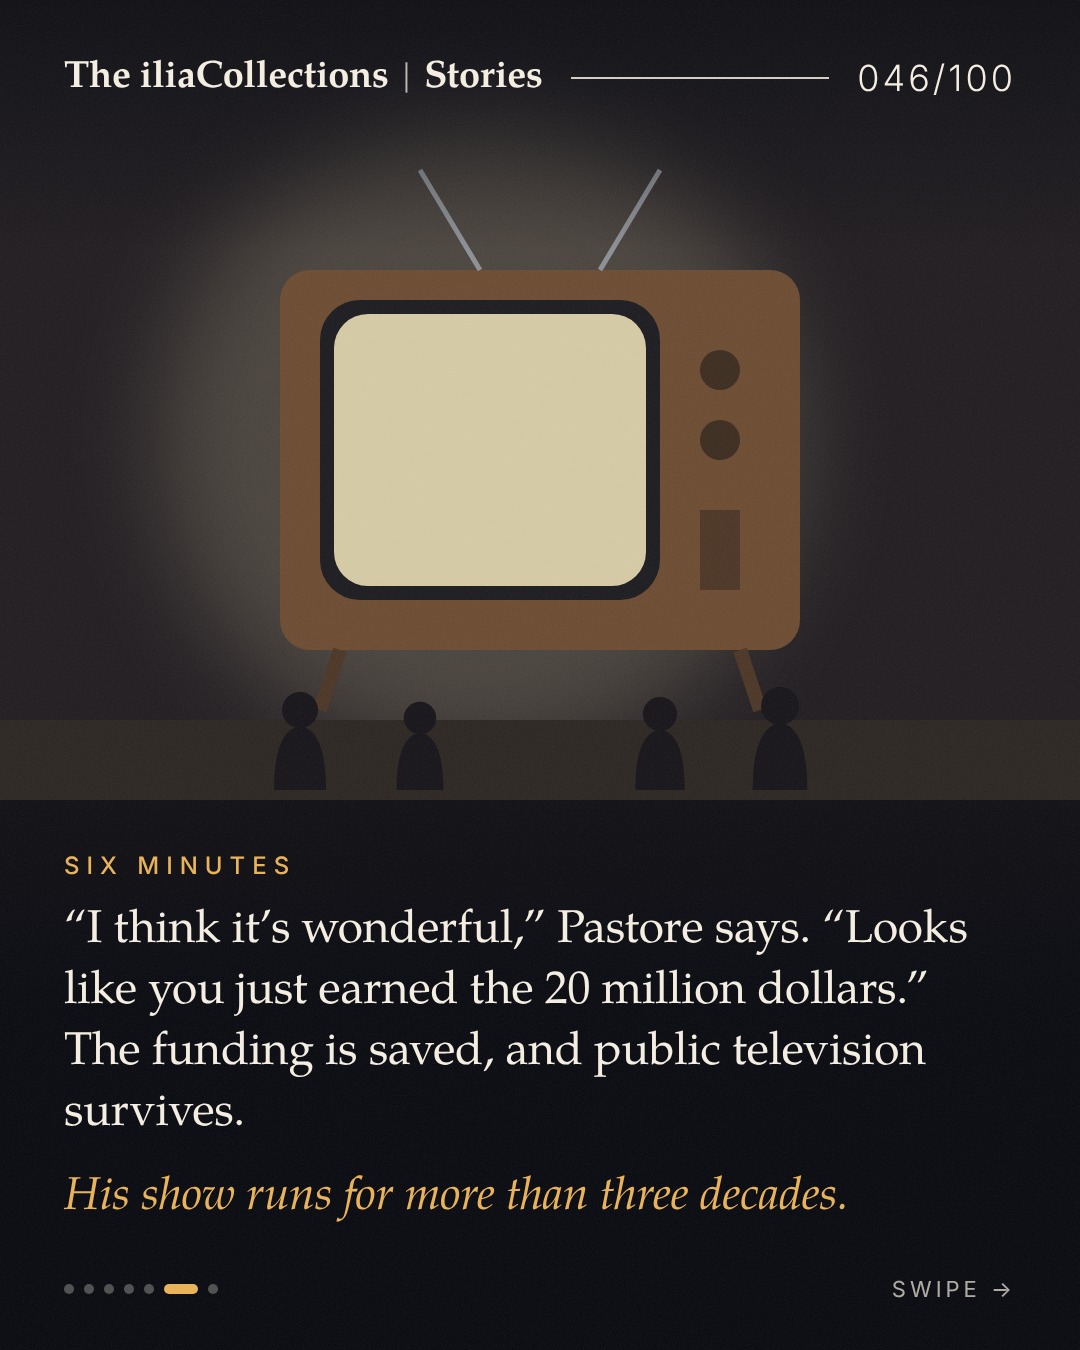 The iliaCollections | Stories 046/100
SIX MINUTES
“I think it’s wonderful,” Pastore says. “Looks
like you just earned the 20 million dollars.”
The funding is saved, and public television
survives.
His show runs for more than three decades.
SWIPE →